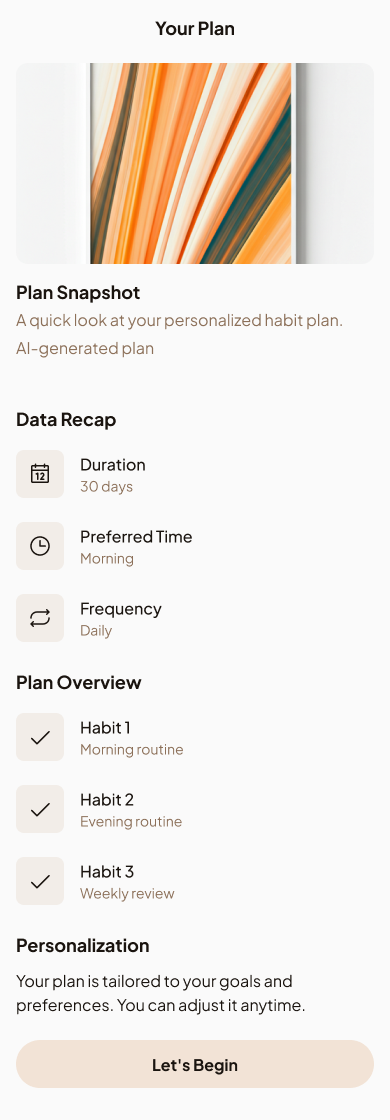 Your Plan
Plan Snapshot
A quick look at your personalized habit plan.
AI-generated plan
Data Recap
12
Duration
30 days
Preferred Time
Morning
Frequency
Daily
Plan Overview
Habit 1
Morning routine
Habit 2
Evening routine
Habit 3
Weekly review
Personalization
Your plan is tailored to your goals and
preferences. You can adjust it anytime.
Let's Begin